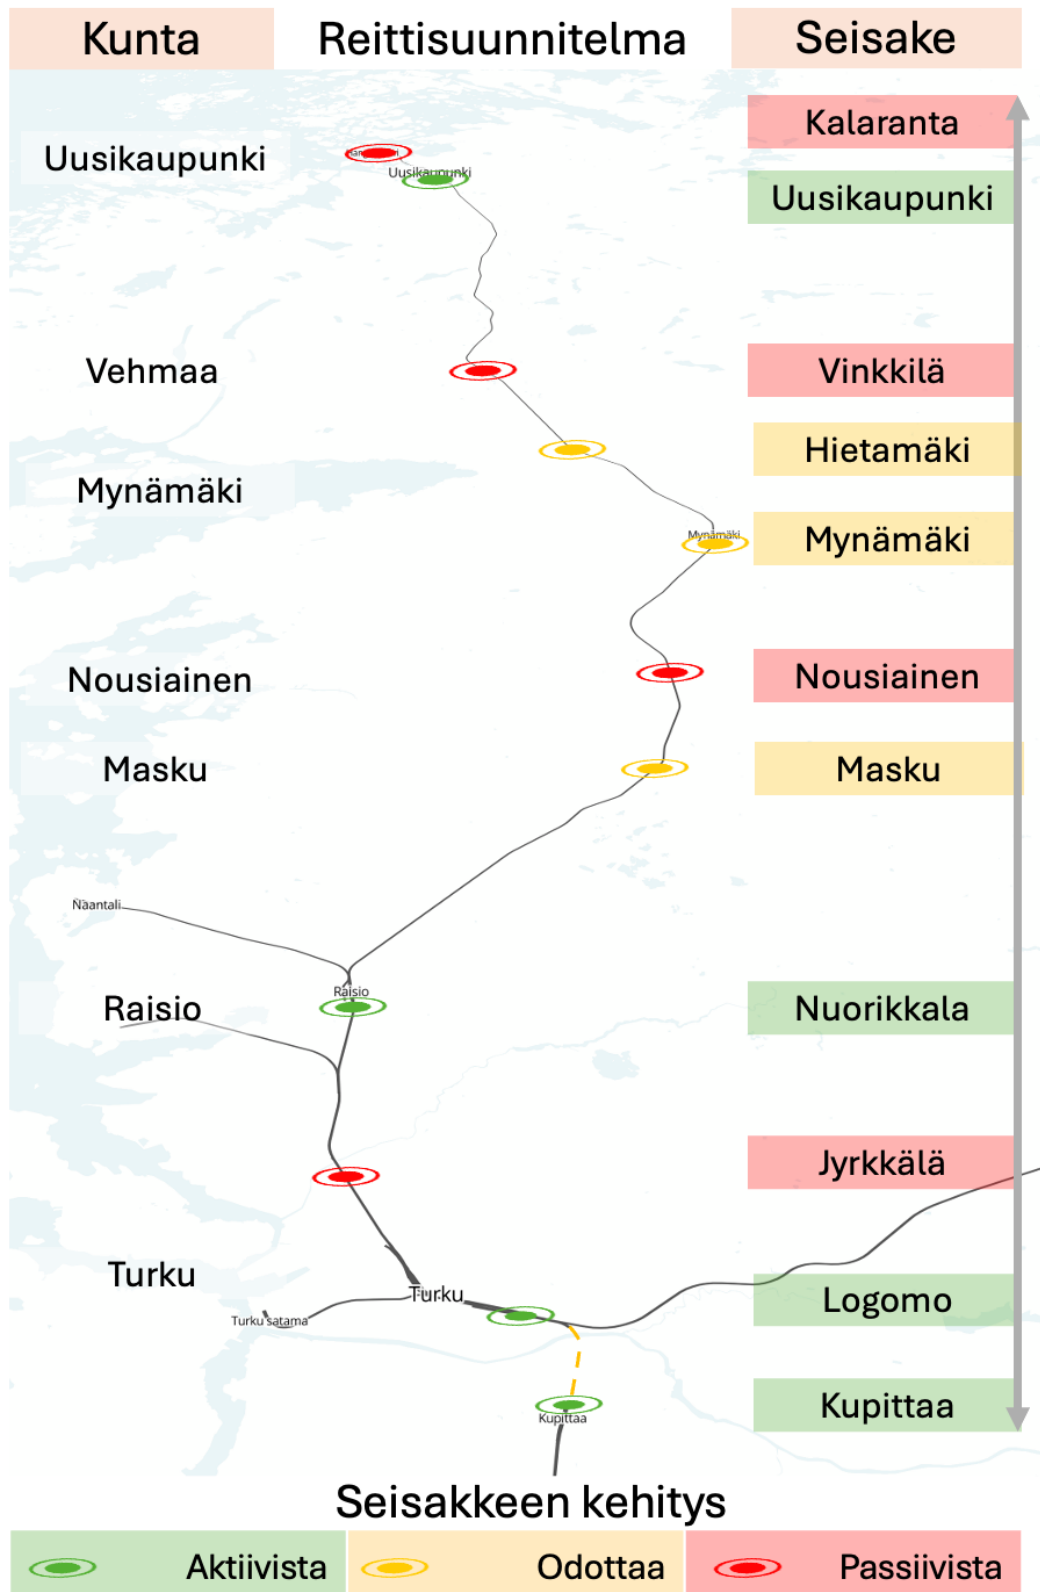 Kunta Reittisuunnitelma Seisake
Kalaranta
Uusikaupunki
Uusikaupunki
Uusikaupunki
Vehmaa
Vinkkilä
Hietamäki
Mynämäki
Mynämäki
Mynämäki
Nousiainen
Nousiainen
Masku
Masku
Naantali
Raisio
Raisio
Nuorikkala
Jyrkkälä
Turku
Turku
Logomo
Turku satama
Kupittaa
Kupittaa
Seisakkeen kehitys
Aktiivista Odottaa Passiivista